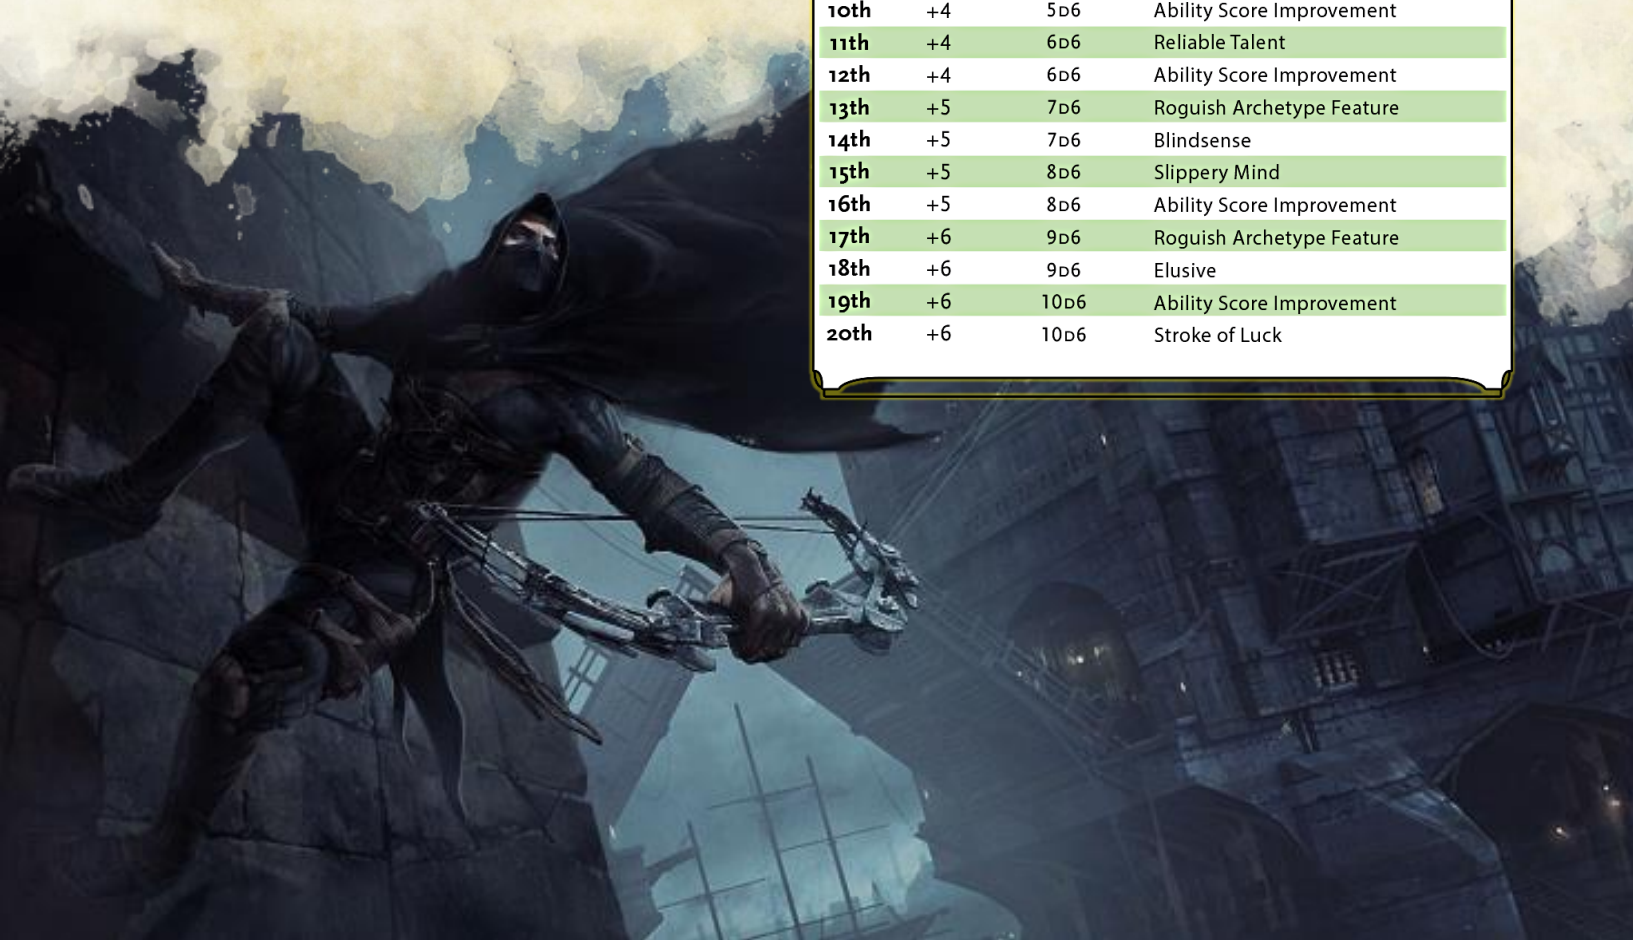 10th +4 5D6 Ability Score Improvement
11th +4 6D6 Reliable Talent
12th +4 6D6 Ability Score Improvement
13th +5 7D6 Roguish Archetype Feature
14th +5 7D6 Blindsense
15th +5 8D6 Slippery Mind
16th +5 8D6 Ability Score Improvement
17th +6 9D6 Roguish Archetype Feature
18th +6 9D6 Elusive
19th +6 10D6 Ability Score Improvement
20th +6 10D6 Stroke of Luck